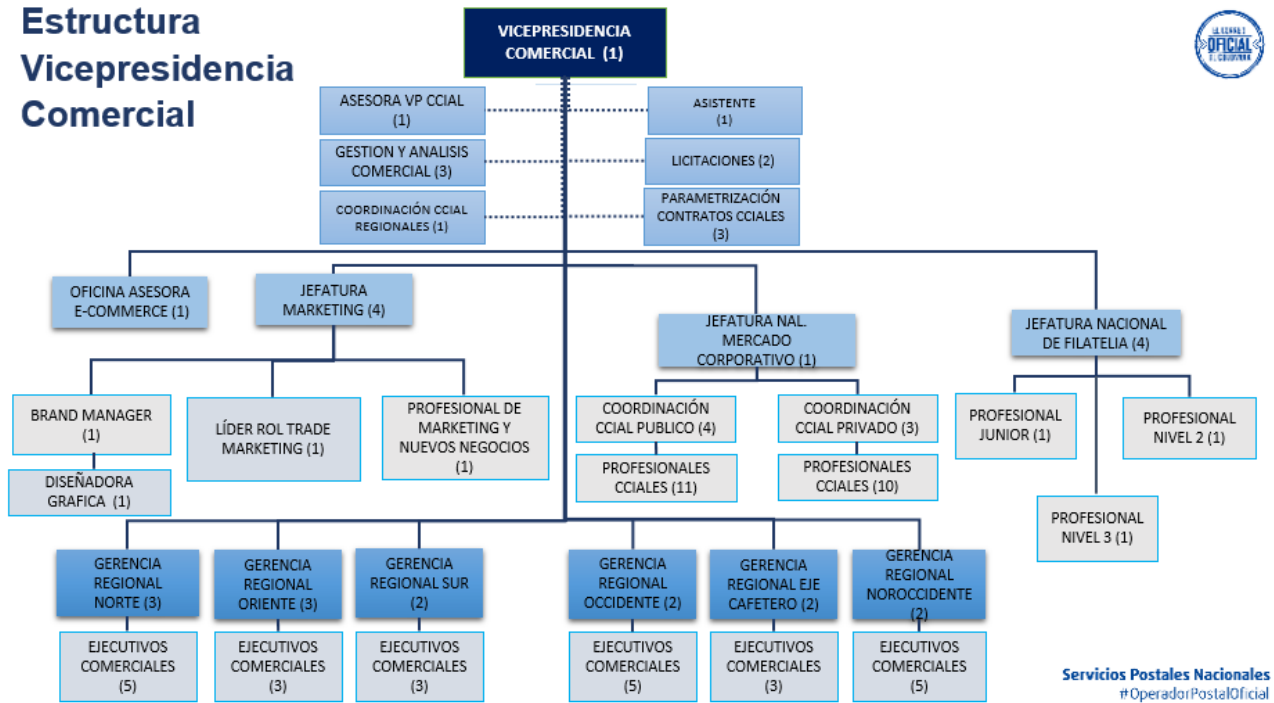 Estructura
Vicepresidencia
Comercial
VICEPRESIDENCIA
COMERCIAL (1)
OFICIAL
ASESORA VP CCIAL
(1)
ASISTENTE
(1)
GESTION Y ANALISIS
COMERCIAL (3)
LICITACIONES (2)
COORDINACIÓN CCIAL
REGIONALES (1)
PARAMETRIZACIÓN
CONTRATOS CCIALES
(3)
OFICINA ASESORA
E-COMMERCE (1)
JEFATURA
MARKETING (4)
JEFATURA NAL.
MERCADO
CORPORATIVO (1)
JEFATURA NACIONAL
DE FILATELIA (4)
BRAND MANAGER
(1)
LÍDER ROL TRADE
MARKETING (1)
PROFESIONAL DE
MARKETING Y
NUEVOS NEGOCIOS
(1)
COORDINACIÓN
CCIAL PUBLICO (4)
COORDINACIÓN
CCIAL PRIVADO (3)
PROFESIONAL
JUNIOR (1)
PROFESIONAL
NIVEL 2 (1)
DISEÑADORA
GRAFICA (1)
PROFESIONALES
CCIALES (11)
PROFESIONALES
CCIALES (10)
PROFESIONAL
NIVEL 3 (1)
GERENCIA
REGIONAL
NORTE (3)
GERENCIA
REGIONAL
ORIENTE (3)
GERENCIA
REGIONAL SUR
(2)
GERENCIA
REGIONAL
OCCIDENTE (2)
GERENCIA
REGIONAL EJE
CAFETERO (2)
GERENCIA
REGIONAL
NOROCCIDENTE
(2)
EJECUTIVOS
COMERCIALES
(5)
EJECUTIVOS
COMERCIALES
(3)
EJECUTIVOS
COMERCIALES
(3)
EJECUTIVOS
COMERCIALES
(5)
EJECUTIVOS
COMERCIALES
(3)
EJECUTIVOS
COMERCIALES
(5)
Servicios Postales Nacionales
#OperadorPostalOficial